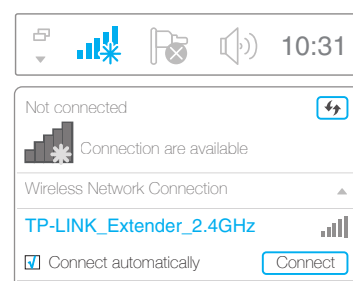 10:31
Not connected
Connection are available
Wireless Network Connection
TP-LINK_Extender_2.4GHz
Connect automatically
Connect